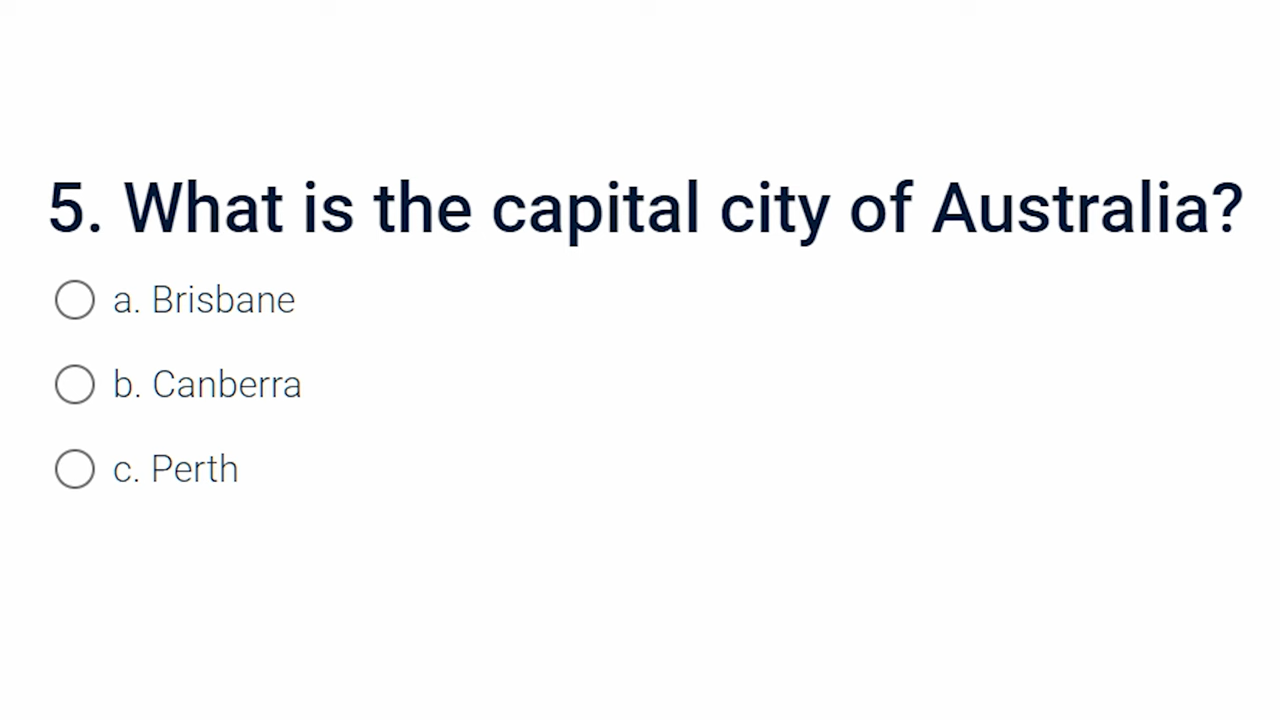 5. What is the capital city of Australia?
a. Brisbane
b. Canberra
c. Perth